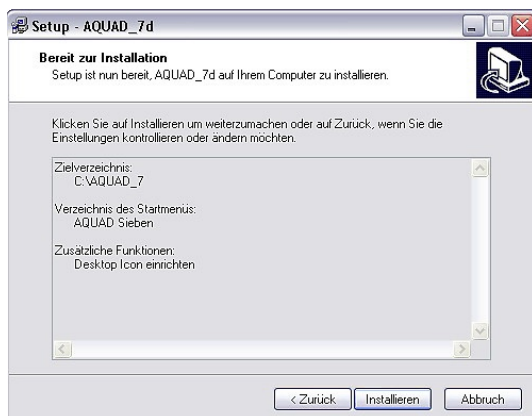 Setup - AQUAD_7d
Bereit zur Installation
Setup ist nun bereit, AQUAD_7d auf Ihrem Computer zu installieren.
Klicken Sie auf Installieren um weiterzumachen oder auf Zurück, wenn Sie die
Einstellungen kontrollieren oder ändern möchten.
Zielverzeichnis:
C:\AQUAD_7
Verzeichnis des Startmenüs:
AQUAD Sieben
Zusätzliche Funktionen:
Desktop Icon einrichten
< Zurück Installieren Abbruch